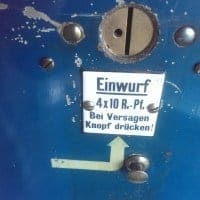 Einwurf
4x10 R.-Pf.
Bei Versagen
Knopf drücken!